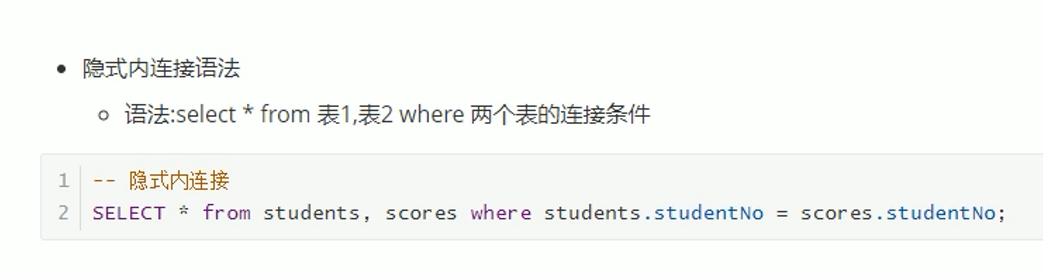 隐式内连接语法
语法:select * from 表1,表2 where 两个表的连接条件
1 -- 隐式内连接
2 SELECT * from students, scores where students.studentNo = scores.studentNo;